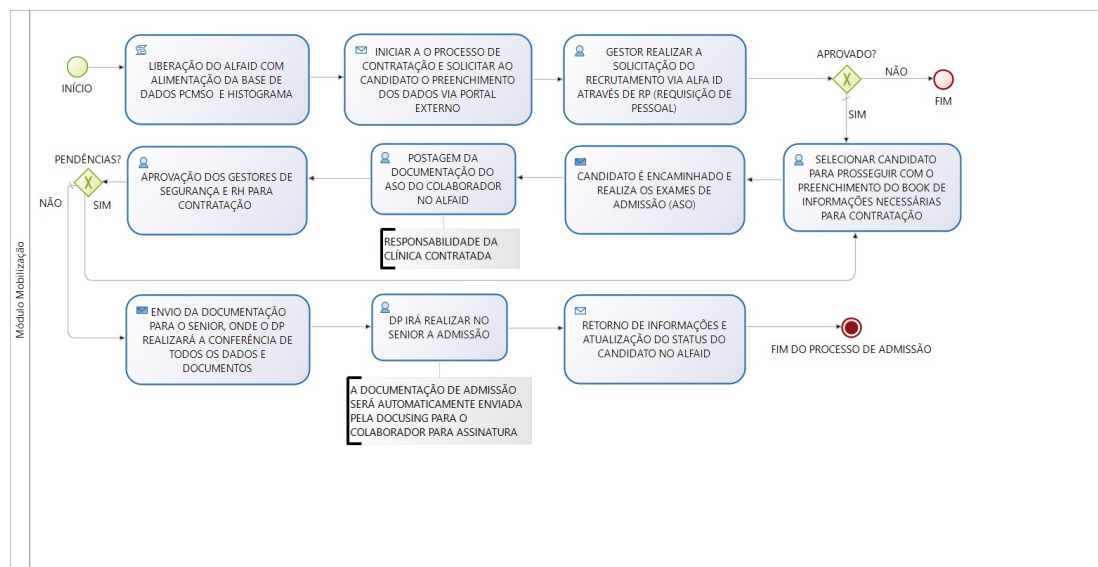 Módulo Mobilização
INÍCIO
LIBERAÇÃO DO ALFAID COM
ALIMENTAÇÃO DA BASE DE
DADOS PCMSO E HISTOGRAMA
INICIAR A O PROCESSO DE
CONTRATAÇÃO E SOLICITAR AO
CANDIDATO O PREENCHIMENTO
DOS DADOS VIA PORTAL
EXTERNO
GESTOR REALIZAR A
SOLICITAÇÃO DO
RECRUTAMENTO VIA ALFA ID
ATRAVÉS DE RP (REQUISIÇÃO DE
PESSOAL)
APROVADO?
NÃO
FIM
SIM
SELECIONAR CANDIDATO
PARA PROSSEGUIR COM O
PREENCHIMENTO DO BOOK DE
INFORMAÇÕES NECESSÁRIAS
PARA CONTRATAÇÃO
CANDIDATO É ENCAMINHADO E
REALIZA OS EXAMES DE
ADMISSÃO (ASO)
POSTAGEM DA
DOCUMENTAÇÃO DO
ASO DO COLABORADOR
NO ALFAID
RESPONSABILIDADE DA
CLÍNICA CONTRATADA
APROVAÇÃO DOS GESTORES DE
SEGURANÇA E RH PARA
CONTRATAÇÃO
PENDÊNCIAS?
NÃO
SIM
ENVIO DA DOCUMENTAÇÃO
PARA O SENIOR, ONDE O DP
REALIZARÁ A CONFERÊNCIA DE
TODOS OS DADOS E
DOCUMENTOS
DP IRÁ REALIZAR NO
SENIOR A ADMISSÃO
A DOCUMENTAÇÃO DE ADMISSÃO
SERÁ AUTOMATICAMENTE ENVIADA
PELA DOCUSING PARA O
COLABORADOR PARA ASSINATURA
RETORNO DE INFORMAÇÕES E
ATUALIZAÇÃO DO STATUS DO
CANDIDATO NO ALFAID
FIM DO PROCESSO DE ADMISSÃO